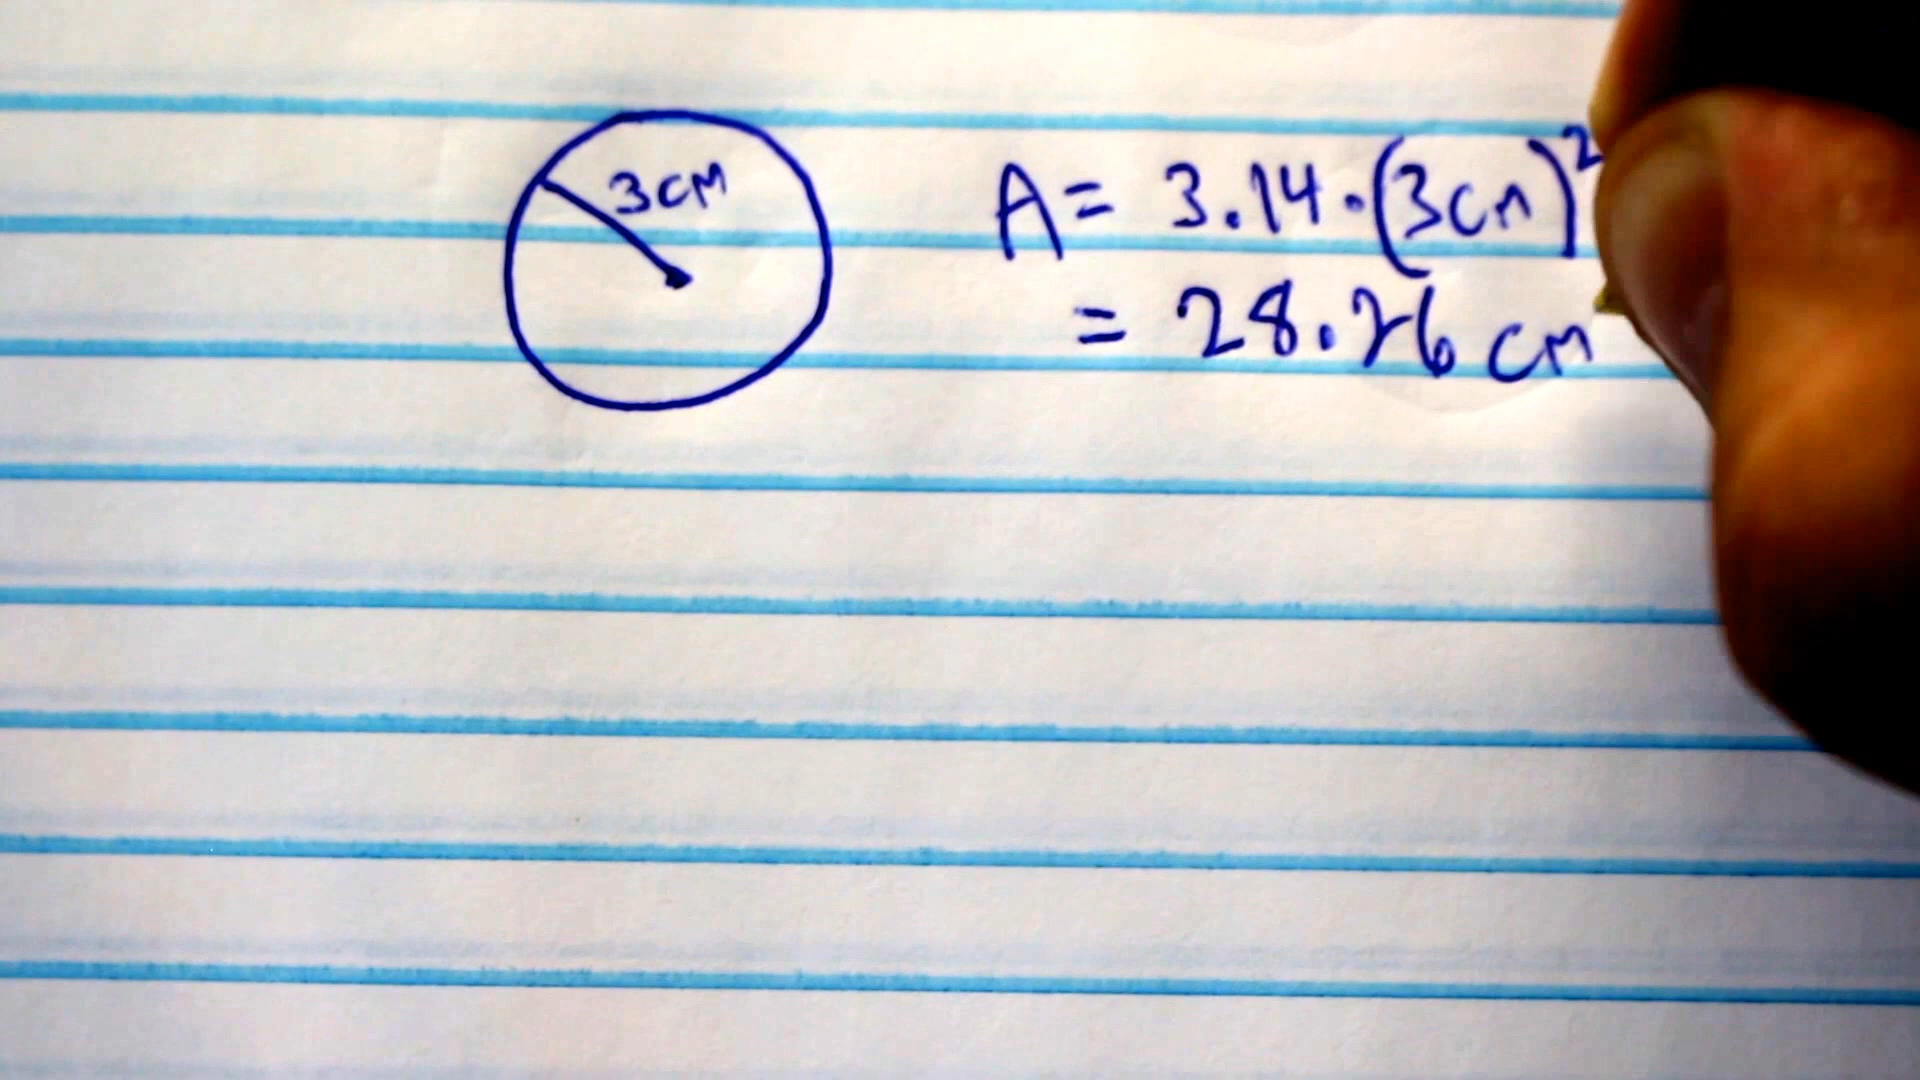 3cm
A = 3.14·(3cm)²
= 28.26 cm